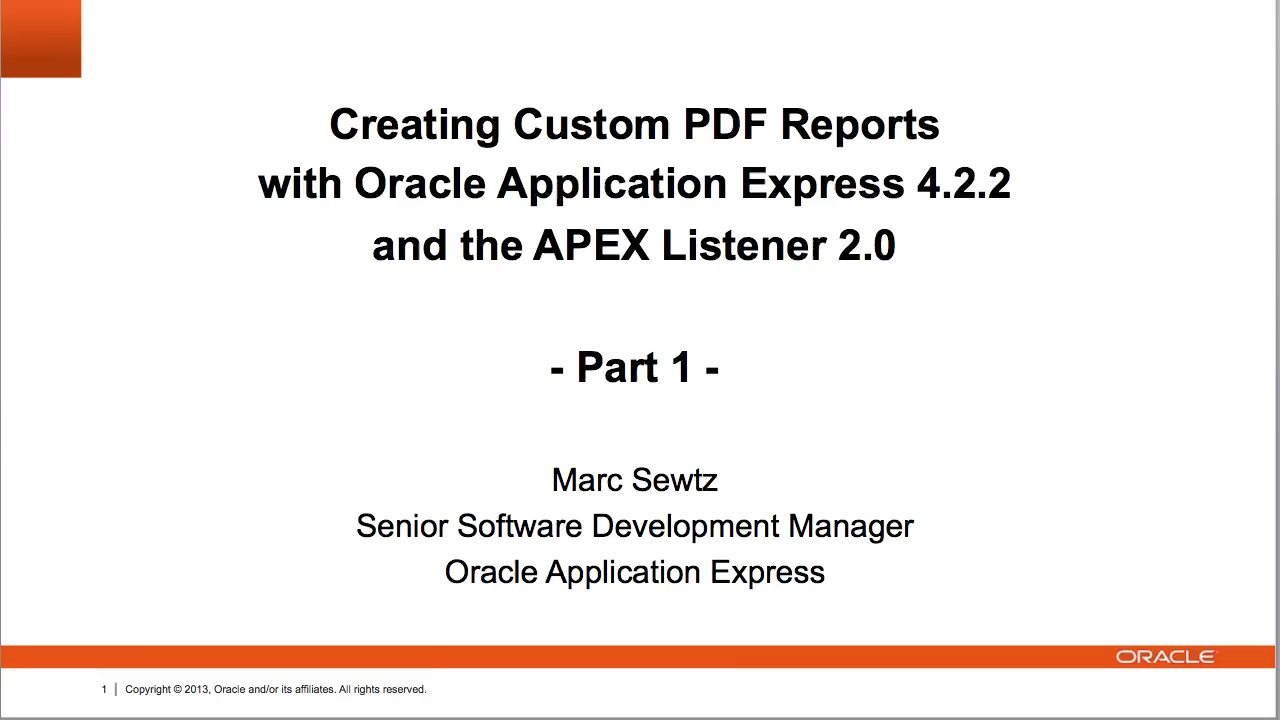 Creating Custom PDF Reports
with Oracle Application Express 4.2.2
and the APEX Listener 2.0
- Part 1 -
Marc Sewtz
Senior Software Development Manager
Oracle Application Express
ORACLE
1 | Copyright © 2013, Oracle and/or its affiliates. All rights reserved.